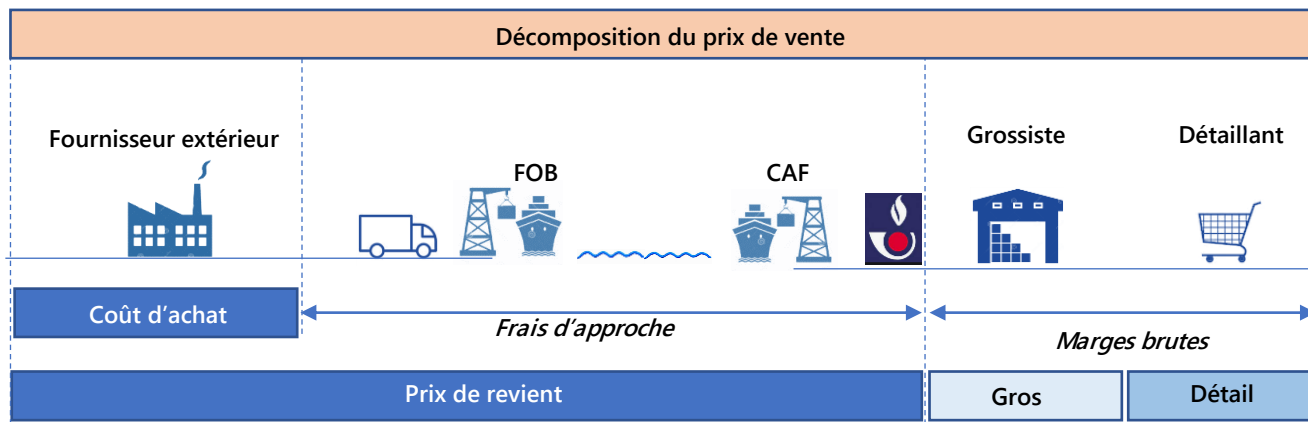 Décomposition du prix de vente
Fournisseur extérieur
Grossiste
Détaillant
FOB
CAF
Coût d'achat
Frais d'approche
Marges brutes
Prix de revient
Gros
Détail